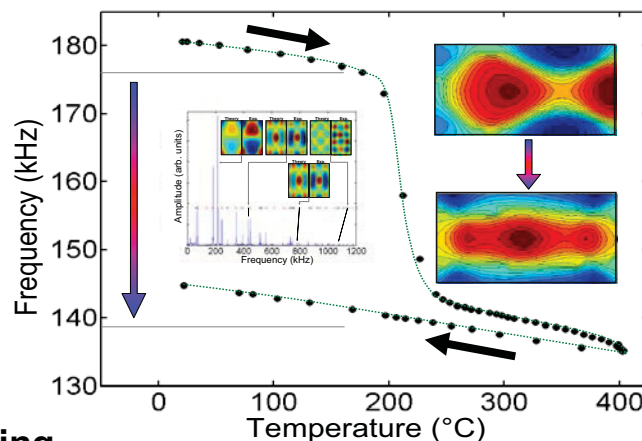 180
170
160
150
140
130
Frequency (kHz)
0
100
200
300
400
Temperature (°C)
Amplitude (arb. units)
Theory Exp. Theory Exp. Theory Exp.
Theory Exp.
0 200 400 600 800 1000 1200
Frequency (kHz)
ing